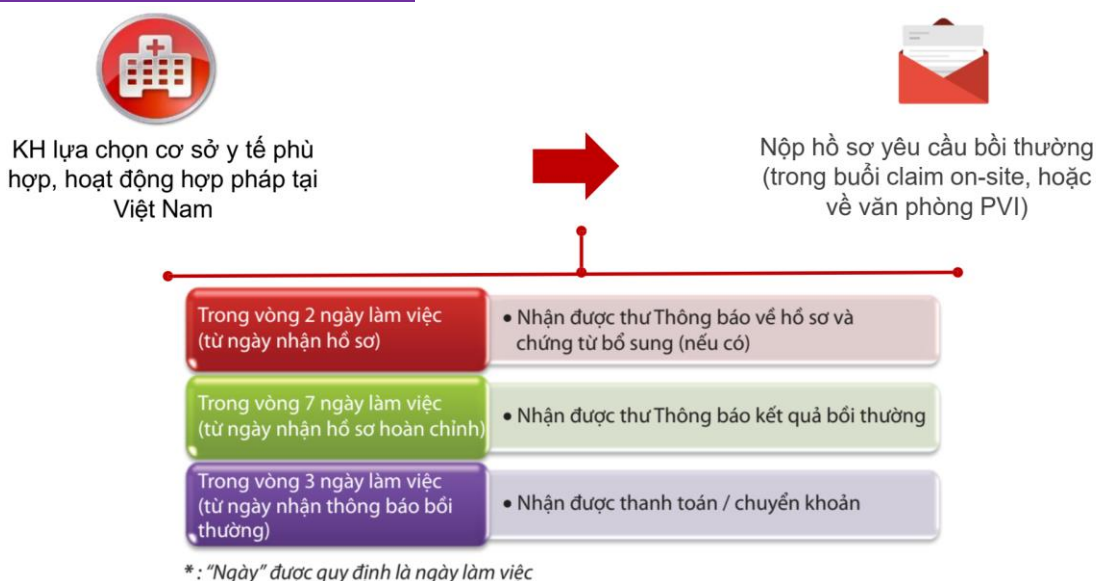 KH lựa chọn cơ sở y tế phù
hợp, hoạt động hợp pháp tại
Việt Nam
Nộp hồ sơ yêu cầu bồi thường
(trong buổi claim on-site, hoặc
về văn phòng PVI)
Trong vòng 2 ngày làm việc
(từ ngày nhận hồ sơ)
• Nhận được thư Thông báo về hồ sơ và
chứng từ bổ sung (nếu có)
Trong vòng 7 ngày làm việc
(từ ngày nhận hồ sơ hoàn chỉnh)
• Nhận được thư Thông báo kết quả bồi thường
Trong vòng 3 ngày làm việc
(từ ngày nhận thông báo bồi
thường)
• Nhận được thanh toán / chuyển khoản
* : “Ngày” được quy định là ngày làm việc